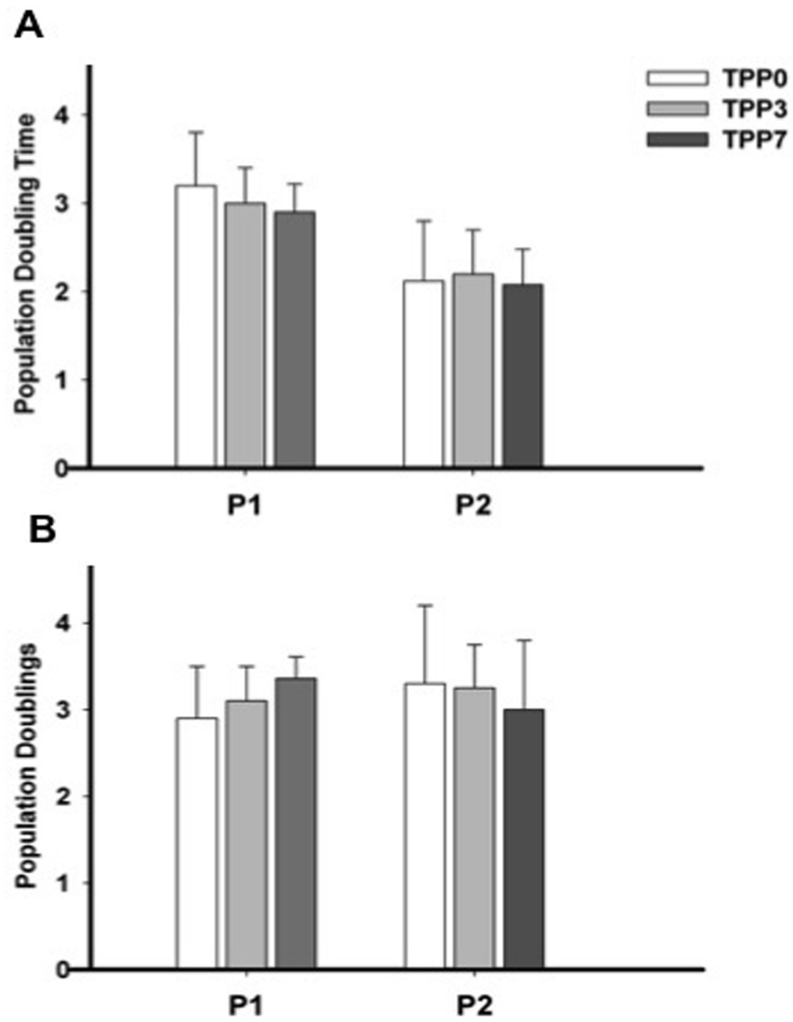 A
TPP0
TPP3
TPP7
Population Doubling Time
4
3
2
1
0
P1 P2
B
Population Doublings
4
3
2
1
0
P1 P2